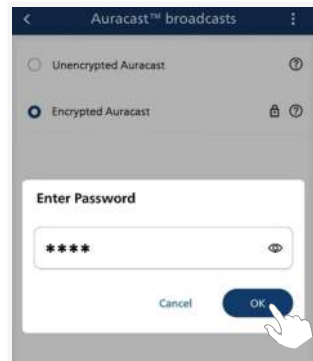 Auracast™ broadcasts
Unencrypted Auracast
Encrypted Auracast
Enter Password
****
Cancel OK